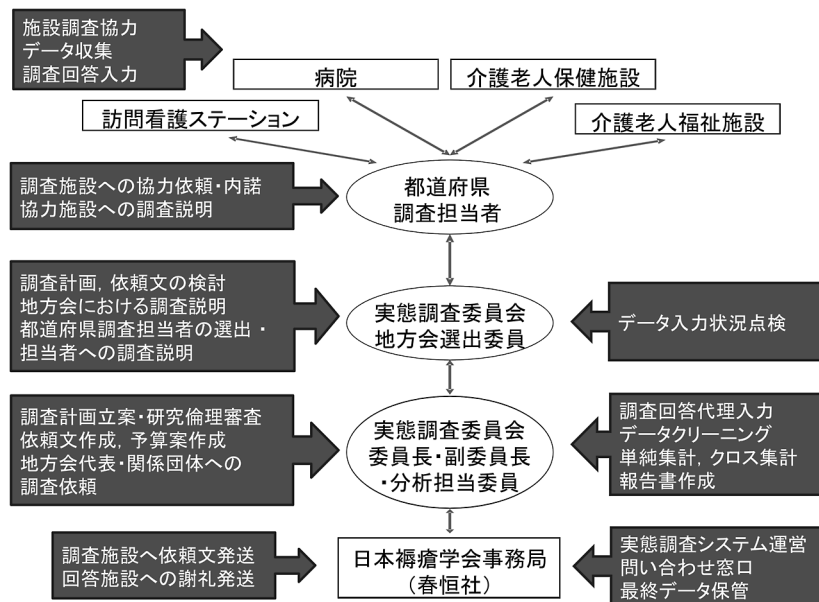 施設調査協力
データ収集
調査回答入力
病院
介護老人保健施設
訪問看護ステーション
介護老人福祉施設
調査施設への協力依頼・内諾
協力施設への調査説明
都道府県
調査担当者
調査計画, 依頼文の検討
地方会における調査説明
都道府県調査担当者の選出・
担当者への調査説明
実態調査委員会
地方会選出委員
データ入力状況点検
調査計画立案・研究倫理審査
依頼文作成, 予算案作成
地方会代表・関係団体への
調査依頼
実態調査委員会
委員長・副委員長
・分析担当委員
調査回答代理入力
データクリーニング
単純集計, クロス集計
報告書作成
調査施設へ依頼文発送
回答施設への謝礼発送
日本褥瘡学会事務局
（春恒社）
実態調査システム運営
問い合わせ窓口
最終データ保管